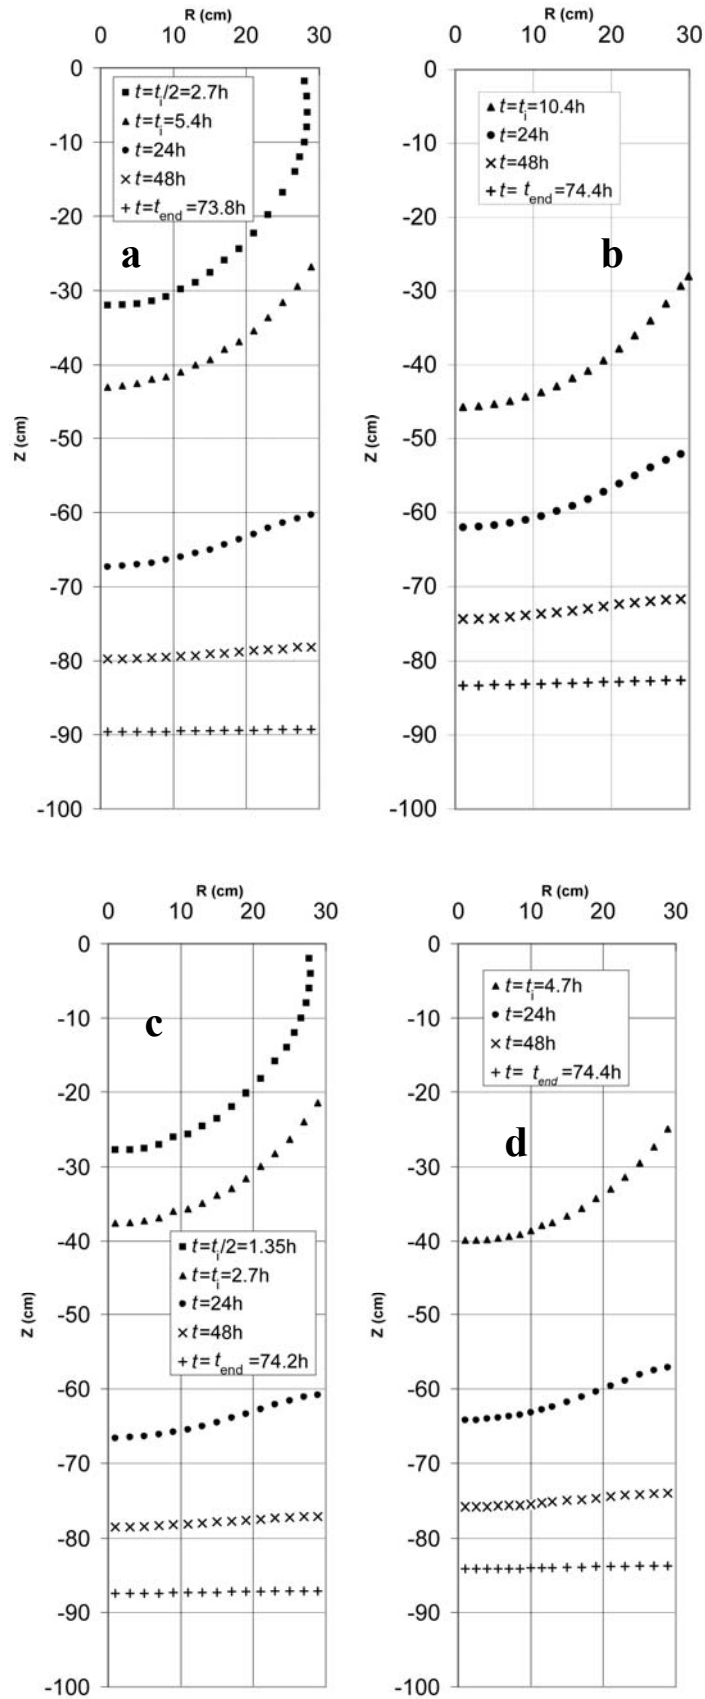 R (cm)
0 10 20 30
0
-10
-20
-30
-40
-50
-60
-70
-80
-90
-100
Z (cm)
t=ti/2=2.7h
t=ti=5.4h
t=24h
t=48h
t=tend=73.8h
a
R (cm)
0 10 20 30
0
-10
-20
-30
-40
-50
-60
-70
-80
-90
-100
Z (cm)
t=ti=10.4h
t=24h
t=48h
t= tend=74.4h
b
R (cm)
0 10 20 30
0
-10
-20
-30
-40
-50
-60
-70
-80
-90
-100
Z (cm)
c
t=ti/2=1.35h
t=ti=2.7h
t=24h
t=48h
t= tend =74.2h
R (cm)
0 10 20 30
0
-10
-20
-30
-40
-50
-60
-70
-80
-90
-100
Z (cm)
t=ti=4.7h
t=24h
t=48h
t= tend =74.4h
d